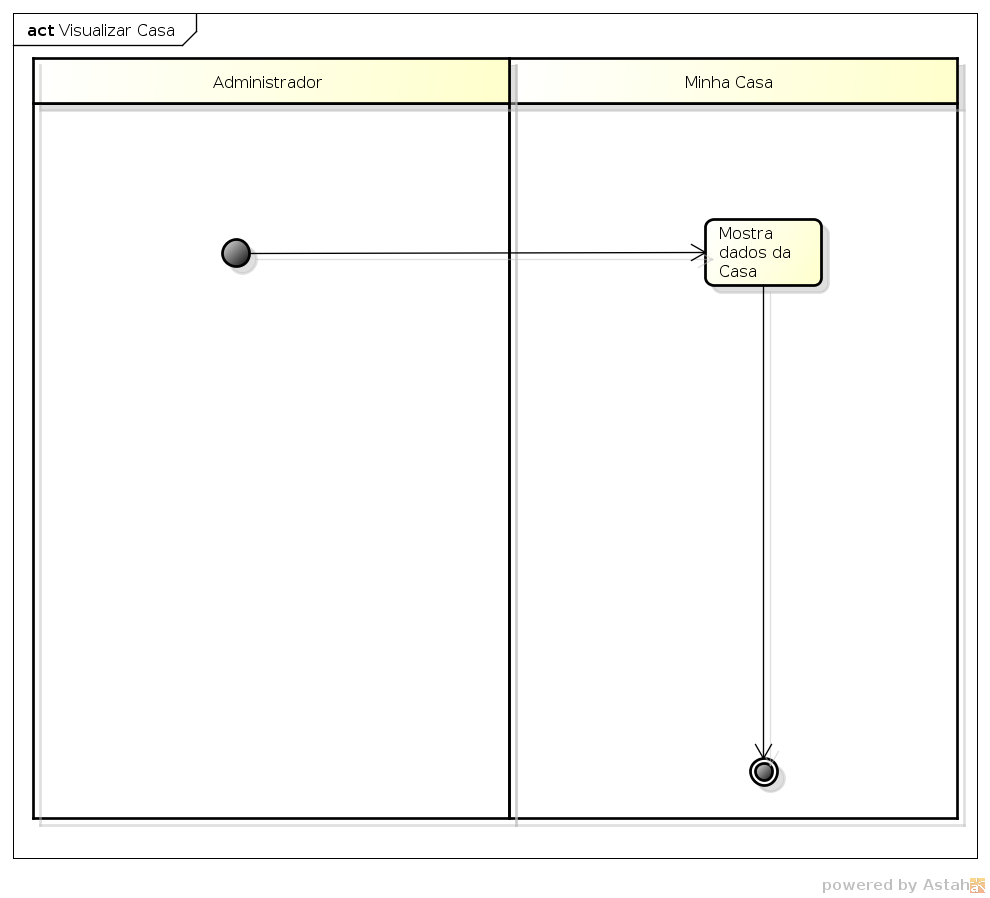 act Visualizar Casa
Administrador
Minha Casa
Mostra
dados da
Casa
powered by Astah